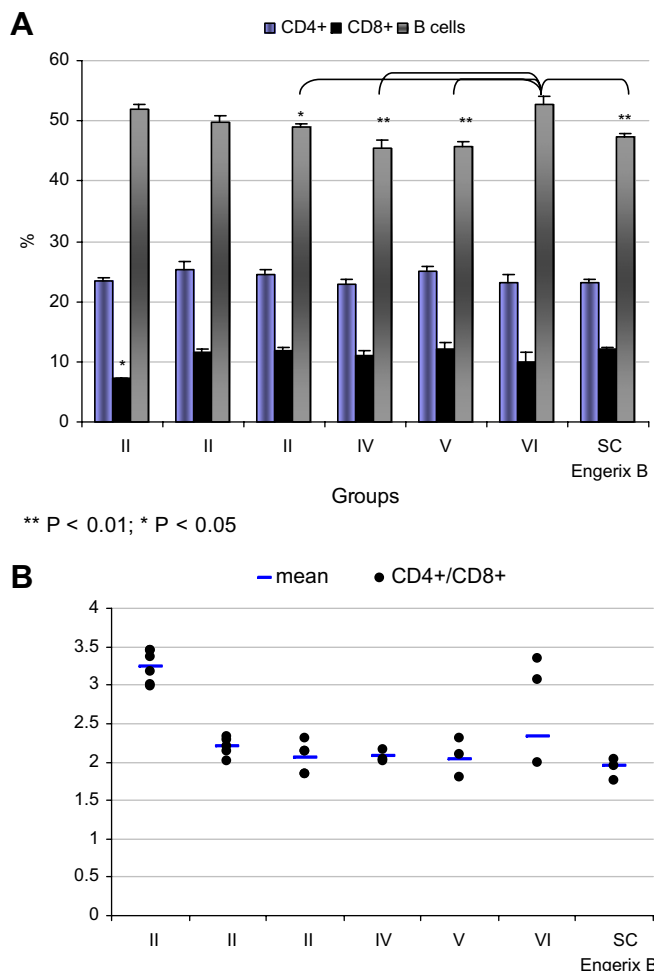 A
CD4+ CD8+ B cells
60
50
40
30
20
10
0
%
* ** ** **
*
II II II IV V VI SC
Engerix B
Groups
** P < 0.01; * P < 0.05
B
mean CD4+/CD8+
4
3.5
3
2.5
2
1.5
1
0.5
0
II II II IV V VI SC
Engerix B